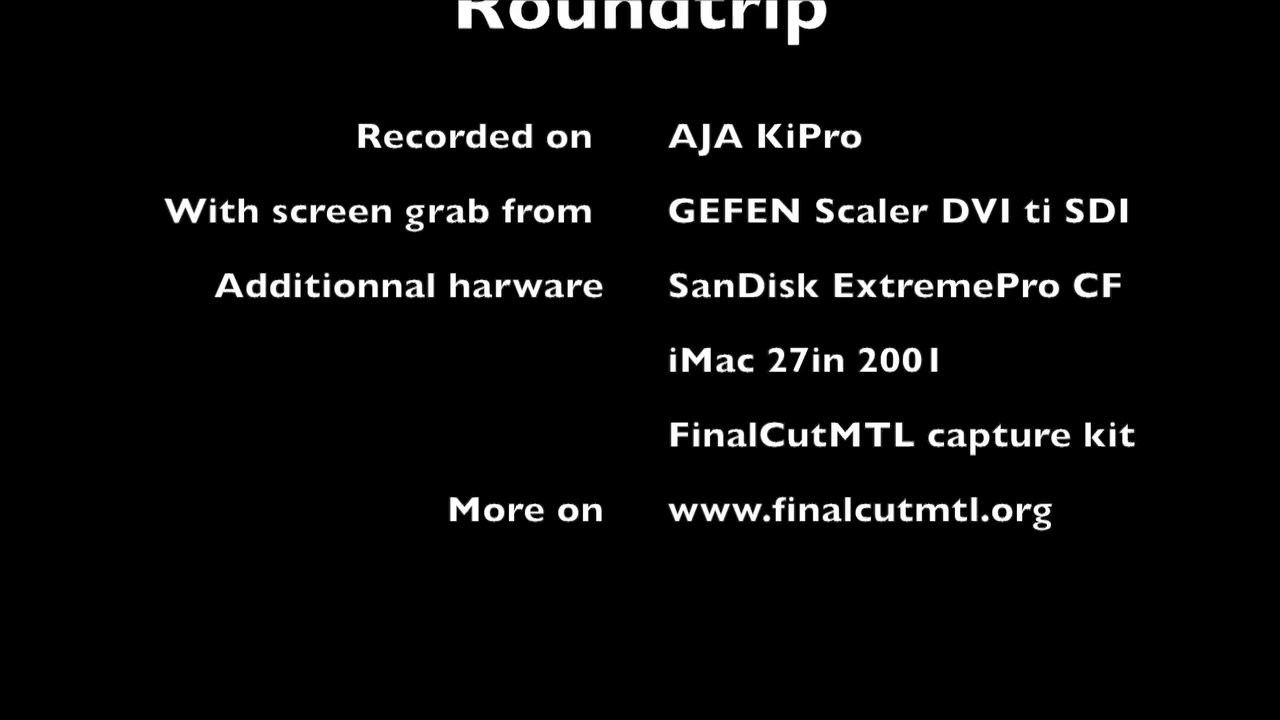 Roundtrip
Recorded on AJA KiPro
With screen grab from GEFEN Scaler DVI ti SDI
Additionnal harware SanDisk ExtremePro CF
iMac 27in 2001
FinalCutMTL capture kit
More on www.finalcutmtl.org